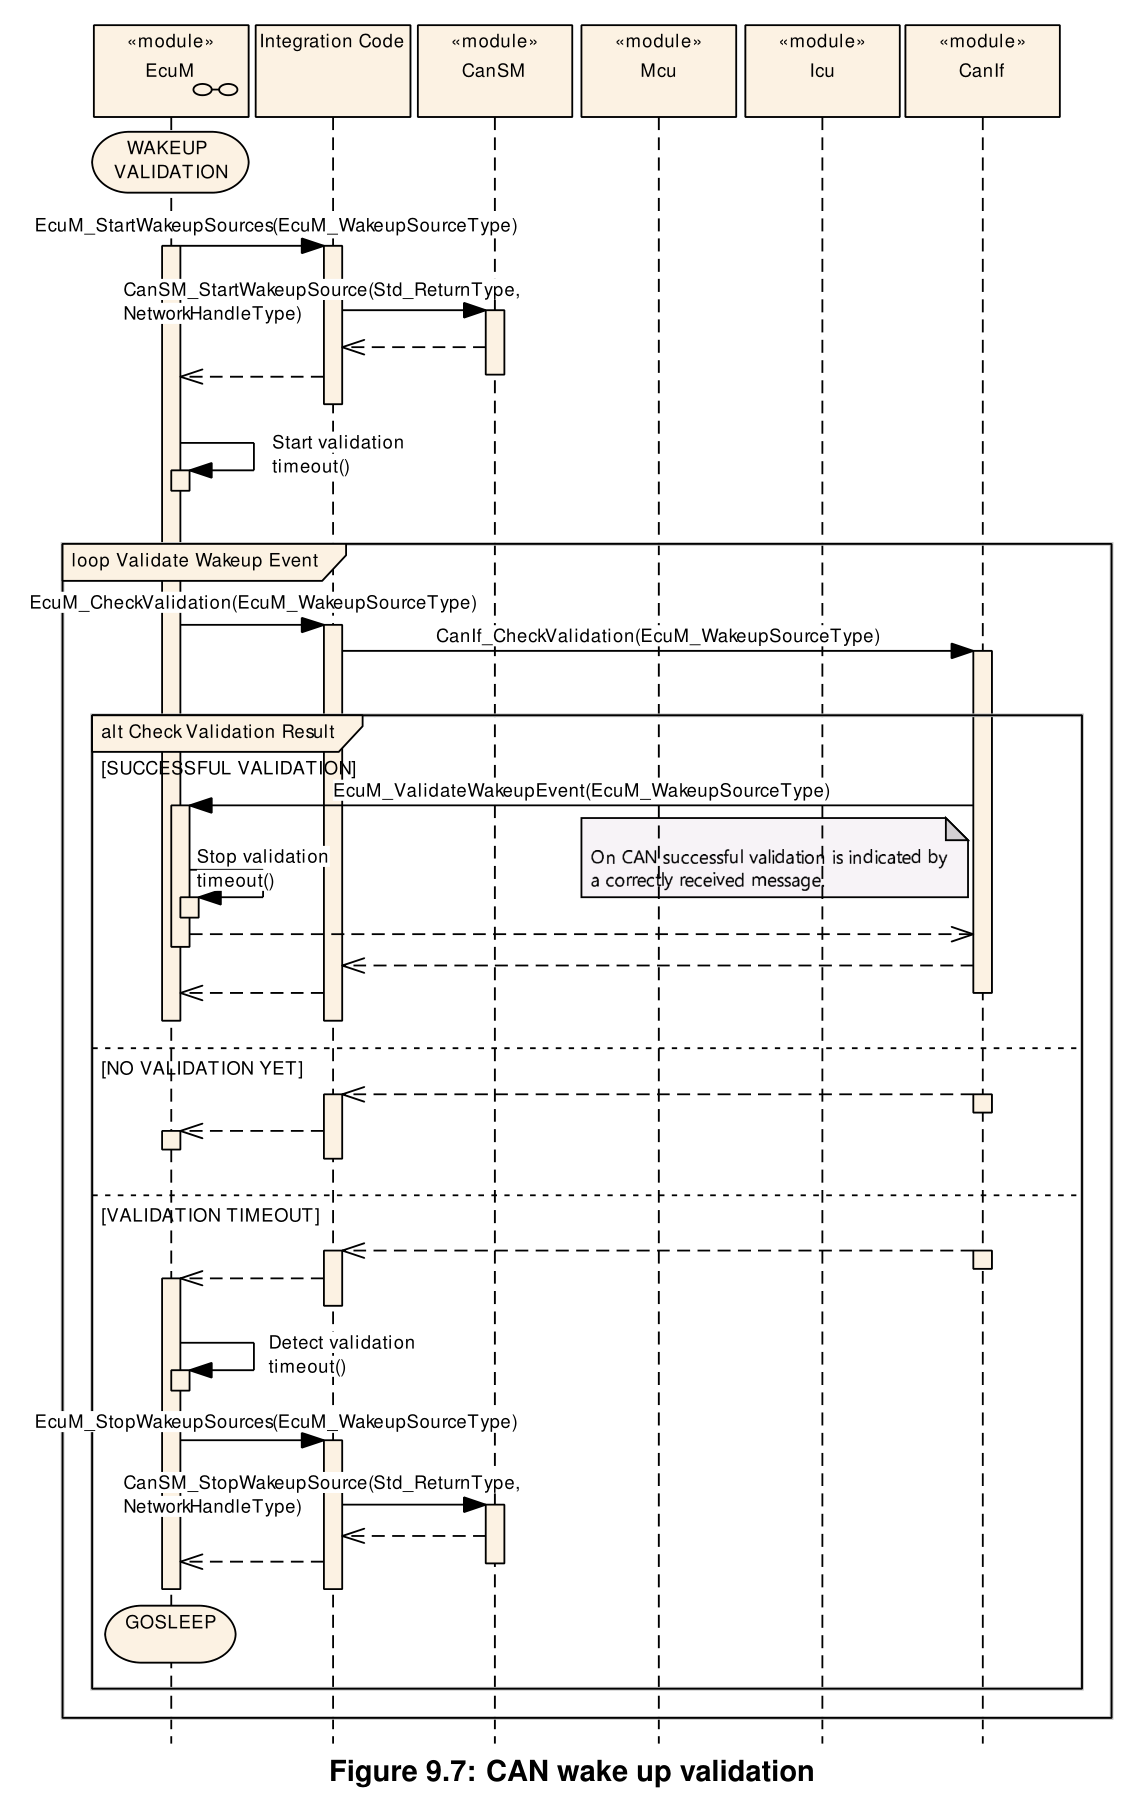 «module»
EcuM
Integration Code
«module»
CanSM
«module»
Mcu
«module»
Icu
«module»
CanIf
WAKEUP
VALIDATION
EcuM_StartWakeupSources(EcuM_WakeupSourceType)
CanSM_StartWakeupSource(Std_ReturnType,
NetworkHandleType)
Start validation
timeout()
loop Validate Wakeup Event
EcuM_CheckValidation(EcuM_WakeupSourceType)
CanIf_CheckValidation(EcuM_WakeupSourceType)
alt Check Validation Result
[SUCCESSFUL VALIDATION]
EcuM_ValidateWakeupEvent(EcuM_WakeupSourceType)
On CAN successful validation is indicated by
a correctly received message.
Stop validation
timeout()
[NO VALIDATION YET]
[VALIDATION TIMEOUT]
Detect validation
timeout()
EcuM_StopWakeupSources(EcuM_WakeupSourceType)
CanSM_StopWakeupSource(Std_ReturnType,
NetworkHandleType)
GOSLEEP
Figure 9.7: CAN wake up validation